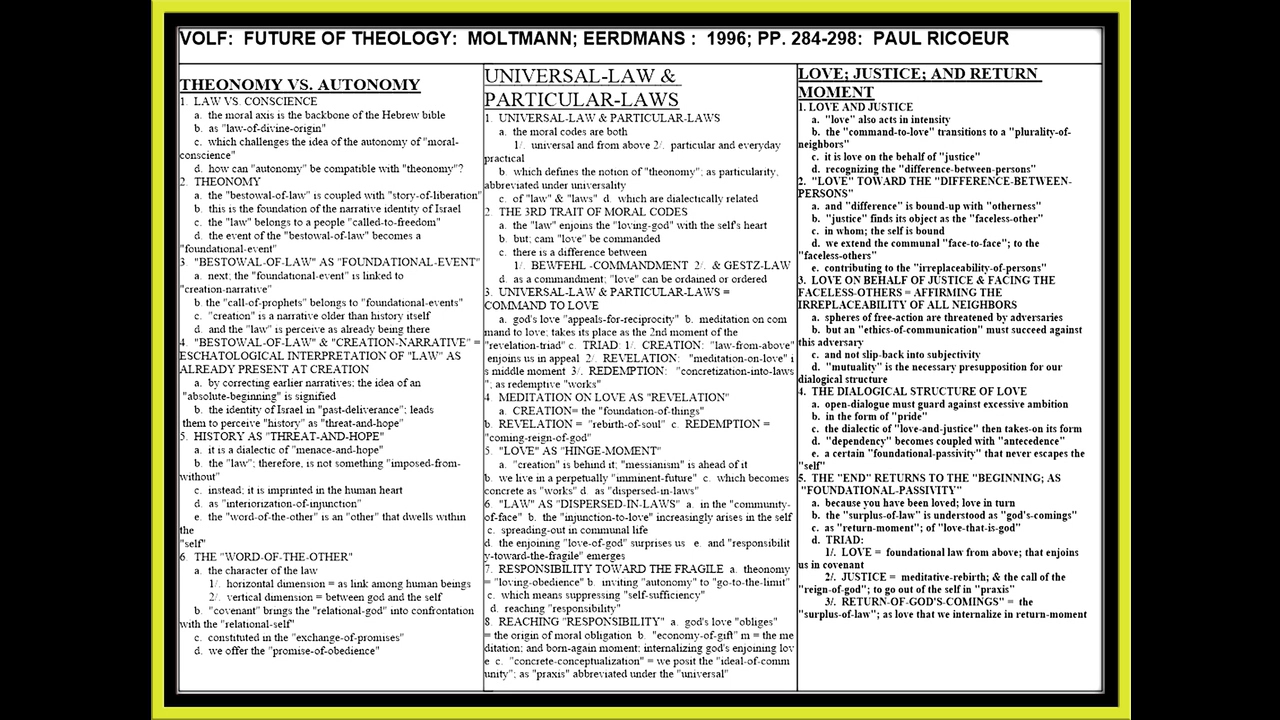 VOLF:  FUTURE OF THEOLOGY:  MOLTMANN; EERDMANS :  1996; PP. 284-298:  PAUL RICOEUR
THEONOMY VS. AUTONOMY
1.  LAW VS. CONSCIENCE
a.  the moral axis is the backbone of the Hebrew bible
b.  as "law-of-divine-origin"
c.  which challenges the idea of the autonomy of "moral-
conscience"
d.  how can "autonomy" be compatible with "theonomy"?
2.  THEONOMY
a.  the "bestowal-of-law" is coupled with "story-of-liberation"
b.  this is the foundation of the narrative identity of Israel
c.  the "law" belongs to a people "called-to-freedom"
d.  the event of the "bestowal-of-law" becomes a
"foundational-event"
3.  "BESTOWAL-OF-LAW" AS "FOUNDATIONAL-EVENT"
a.  next; the "foundational-event" is linked to
"creation-narrative"
b. the "call-of-prophets" belongs to "foundational-events"
c.  "creation" is a narrative older than history itself
d.  and the "law" is perceive as already being there
4.  "BESTOWAL-OF-LAW" & "CREATION-NARRATIVE" =
ESCHATOLOGICAL INTERPRETATION OF "LAW" AS
ALREADY PRESENT AT CREATION
a.  by correcting earlier narratives; the idea of an
"absolute-beginning" is signified
b.  the identity of Israel in "past-deliverance"; leads
them to perceive "history" as "threat-and-hope"
5.  HISTORY AS "THREAT-AND-HOPE"
a.  it is a dialectic of "menace-and-hope"
b.  the "law"; therefore, is not something "imposed-from-
without"
c.  instead; it is imprinted in the human heart
d.  as "interiorization-of-injunction"
e.  the "word-of-the-other" is an "other" that dwells within
the
"self"
6.  THE "WORD-OF-THE-OTHER"
a.  the character of the law
1/.  horizontal dimension = as link among human beings
2/.  vertical dimension = between god and the self
b.  "covenant" brings the "relational-god" into confrontation
with the "relational-self"
c.  constituted in the "exchange-of-promises"
d.  we offer the "promise-of-obedience"
UNIVERSAL-LAW &
PARTICULAR-LAWS
1.  UNIVERSAL-LAW & PARTICULAR-LAWS
a.  the moral codes are both
1/.  universal and from above 2/.  particular and everyday
practical
b.  which defines the notion of "theonomy"; as particularity,
abbreviated under universality
c.  of "law" & "laws"  d.  which are dialectically related
2.  THE 3RD TRAIT OF MORAL CODES
a.  the "law" enjoins the "loving-god" with the self's heart
b.  but; cam "love" be commanded
c.  there is a difference between
1/.  BEWFEHL -COMMANDMENT  2/.  & GESTZ-LAW
d.  as a commandment; "love" can be ordained or ordered
3.  UNIVERSAL-LAW & PARTICULAR-LAWS =
COMMAND TO LOVE
a.  god's love "appeals-for-reciprocity"  b.  meditation on com
mand to love; takes its place as the 2nd moment of the
"revelation-triad" c.  TRIAD:  1/.  CREATION:  "law-from-above"
enjoins us in appeal  2/.  REVELATION:  "meditation-on-love" i
s middle moment  3/.  REDEMPTION:  "concretization-into-laws
"; as redemptive "works"
4.  MEDITATION ON LOVE AS "REVELATION"
a.  CREATION= the "foundation-of-things"
b.  REVELATION =  "rebirth-of-soul"  c.  REDEMPTION =
"coming-reign-of-god"
5.  "LOVE" AS "HINGE-MOMENT"
a.  "creation" is behind it; "messianism" is ahead of it
b.  we live in a perpetually "imminent-future"  c.  which becomes
concrete as "works" d.  as "dispersed-in-laws"
6.  "LAW" AS "DISPERSED-IN-LAWS"  a.  in the "community-
of-face"  b.  the "injunction-to-love" increasingly arises in the self
c.  spreading-out in communal life
d.  the enjoining "love-of-god" surprises us  e.  and "responsibilit
y-toward-the-fragile" emerges
7.  RESPONSIBILITY TOWARD THE FRAGILE  a.  theonomy
= "loving-obedience" b.  inviting "autonomy" to "go-to-the-limit"
c.  which means suppressing "self-sufficiency"
d.  reaching "responsibility"
8.  REACHING "RESPONSIBILITY"  a.  god's love "obliges"
= the origin of moral obligation  b.  "economy-of-gift" m = the me
ditation; and born-again moment; internalizing god's enjoining lov
e  c.  "concrete-conceptualization" = we posit the "ideal-of-comm
unity"; as "praxis" abbreviated under the "universal"
LOVE; JUSTICE; AND RETURN
MOMENT
1. LOVE AND JUSTICE
a.  "love" also acts in intensity
b.  the "command-to-love" transitions to a "plurality-of-
neighbors"
c.  it is love on the behalf of "justice"
d.  recognizing the "difference-between-persons"
2.  "LOVE" TOWARD THE "DIFFERENCE-BETWEEN-
PERSONS"
a.  and "difference" is bound-up with "otherness"
b.  "justice" finds its object as the "faceless-other"
c.  in whom; the self is bound
d.  we extend the communal "face-to-face"; to the
"faceless-others"
e.  contributing to the "irreplaceability-of-persons"
3.  LOVE ON BEHALF OF JUSTICE & FACING THE
FACELESS-OTHERS = AFFIRMING THE
IRREPLACEABILITY OF ALL NEIGHBORS
a.  spheres of free-action are threatened by adversaries
b.  but an "ethics-of-communication" must succeed against
this adversary
c.  and not slip-back into subjectivity
d.  "mutuality" is the necessary presupposition for our
dialogical structure
4.  THE DIALOGICAL STRUCTURE OF LOVE
a.  open-dialogue must guard against excessive ambition
b.  in the form of "pride"
c.  the dialectic of "love-and-justice" then takes-on its form
d.  "dependency" becomes coupled with "antecedence"
e.  a certain "foundational-passivity" that never escapes the
"self"
5.  THE "END" RETURNS TO THE "BEGINNING; AS
"FOUNDATIONAL-PASSIVITY"
a.  because you have been loved; love in turn
b.  the "surplus-of-law" is understood as "god's-comings"
c.  as "return-moment"; of "love-that-is-god"
d.  TRIAD:
1/.  LOVE =  foundational law from above; that enjoins
us in covenant
2/.  JUSTICE =  meditative-rebirth; & the call of the
"reign-of-god"; to go out of the self in "praxis"
3/.  RETURN-OF-GOD'S-COMINGS" =  the
"surplus-of-law"; as love that we internalize in return-moment